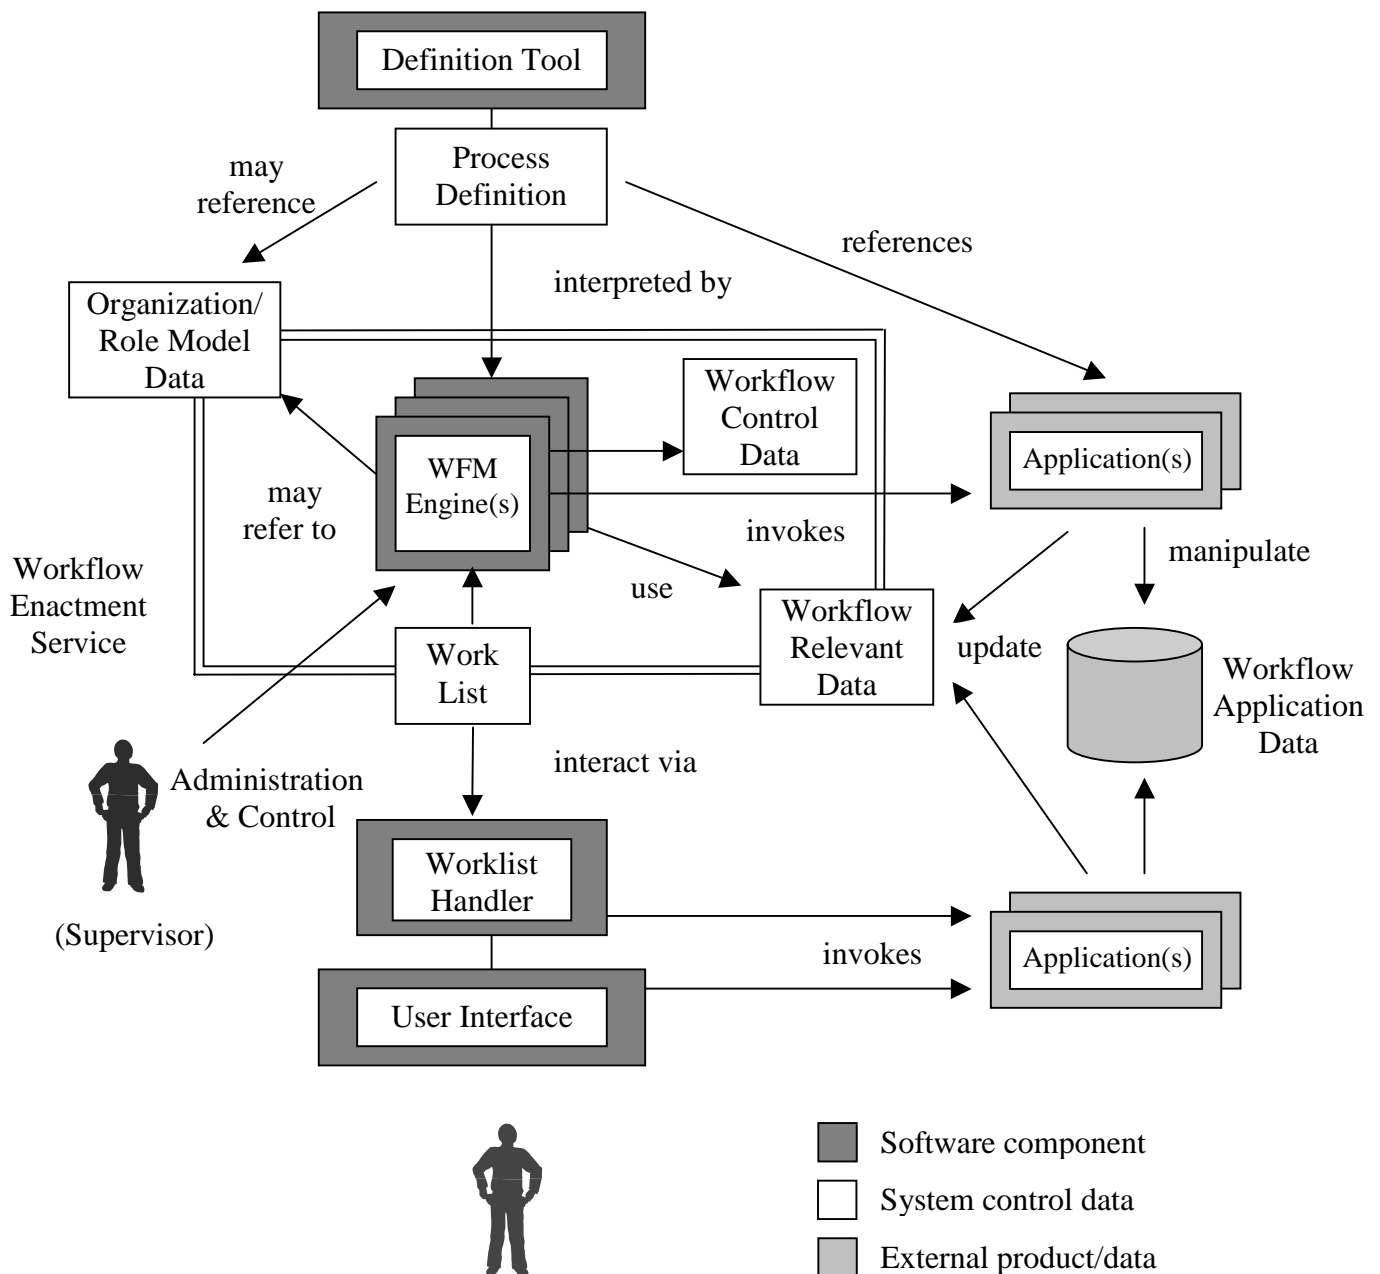 Definition Tool
Process
Definition
may
reference
references
interpreted by
Organization/
Role Model
Data
Workflow
Control
Data
WFM
Engine(s)
Application(s)
may
refer to
invokes
manipulate
Workflow
Enactment
Service
use
Workflow
Relevant
Data
update
Work
List
Workflow
Application
Data
interact via
Administration
& Control
Worklist
Handler
(Supervisor)
invokes
Application(s)
User Interface
Software component
System control data
External product/data